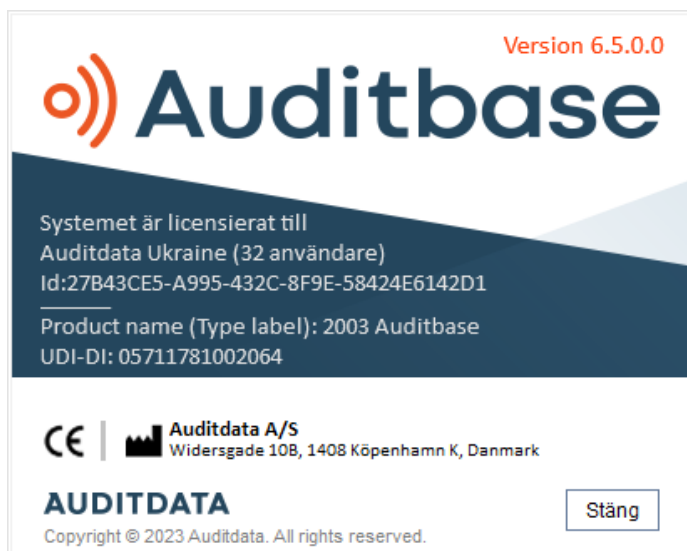 Version 6.5.0.0
Auditbase
Systemet är licensierat till
Auditdata Ukraine (32 användare)
Id:27B43CE5-A995-432C-8F9E-58424E6142D1
Product name (Type label): 2003 Auditbase
UDI-DI: 05711781002064
CE
Auditdata A/S
Widersgade 10B, 1408 Köpenhamn K, Danmark
AUDITDATA
Stäng
Copyright © 2023 Auditdata. All rights reserved.